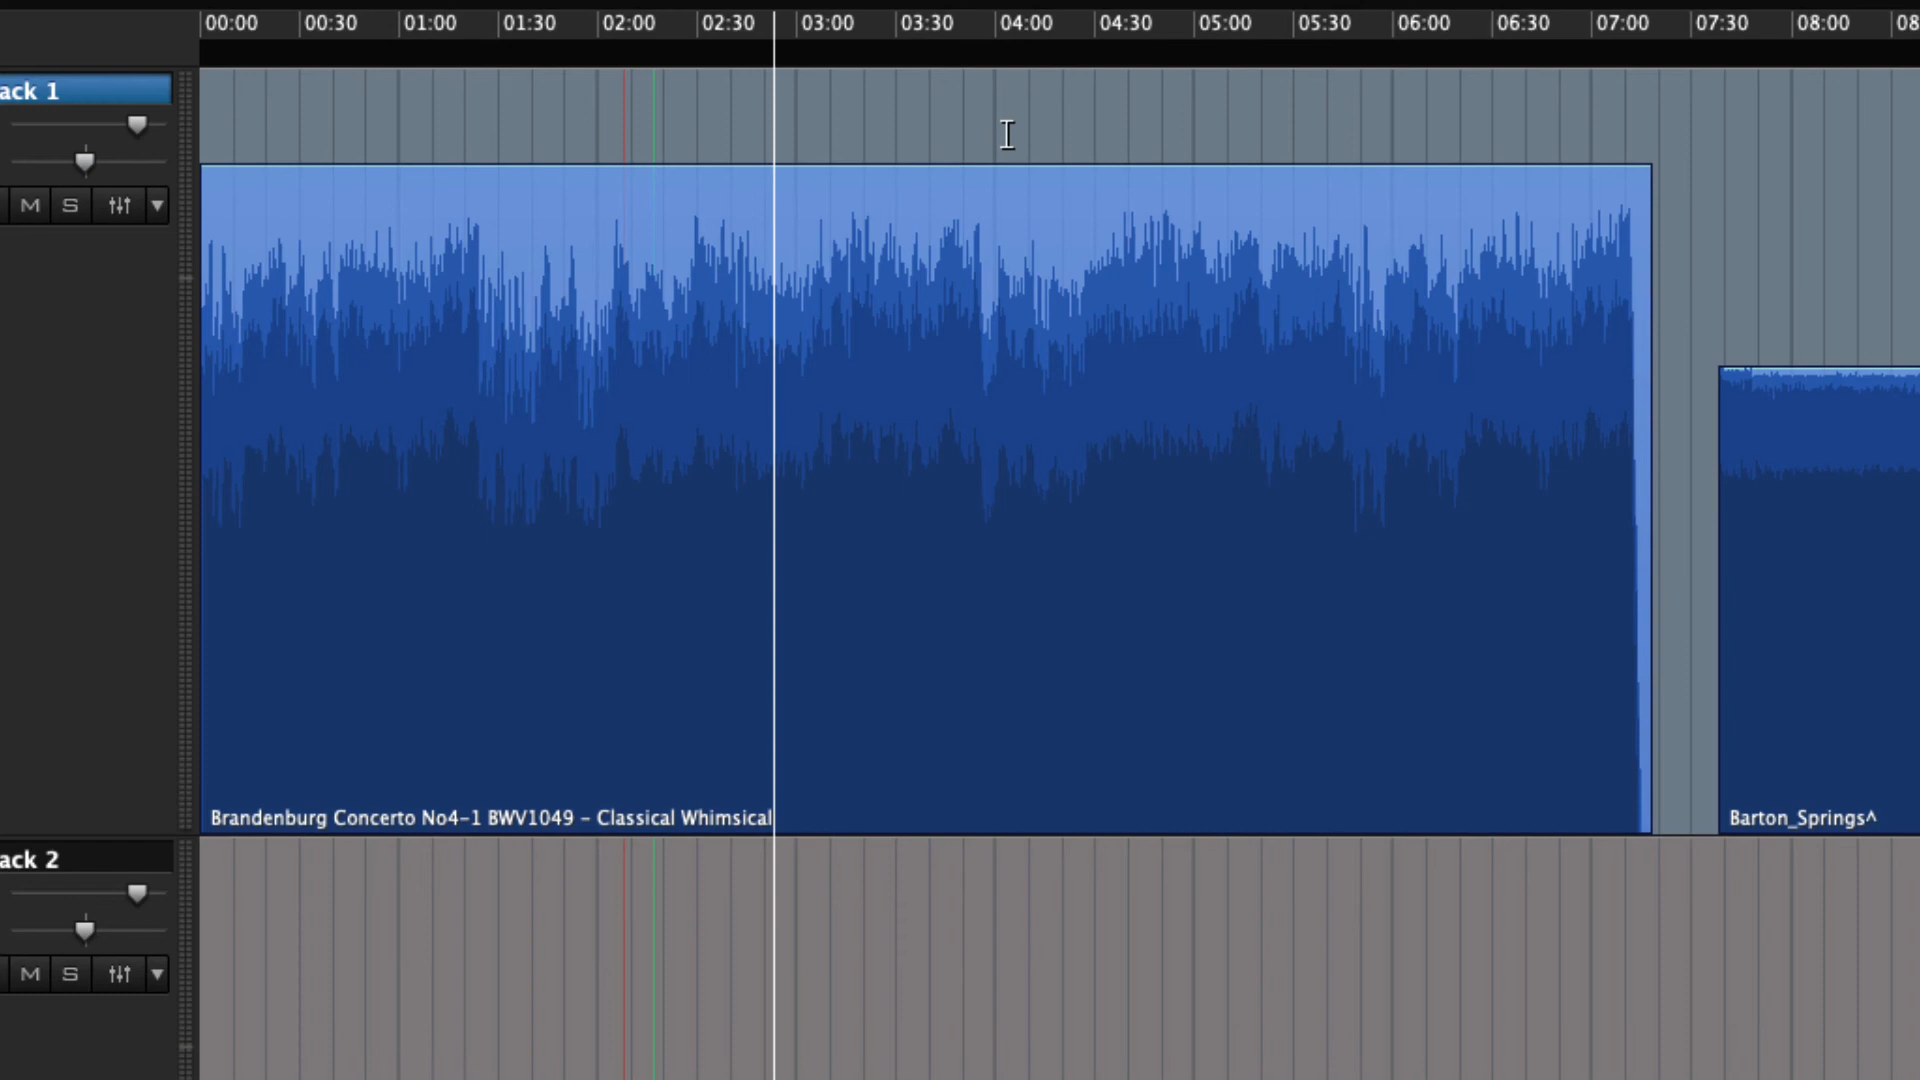 00:00 00:30 01:00 01:30 02:00 02:30 03:00 03:30 04:00 04:30 05:00 05:30 06:00 06:30 07:00 07:30 08:00 08
ack 1
M S
Brandenburg Concerto No4-1 BWV1049 - Classical Whimsical
Barton_Springs^
ack 2
M S